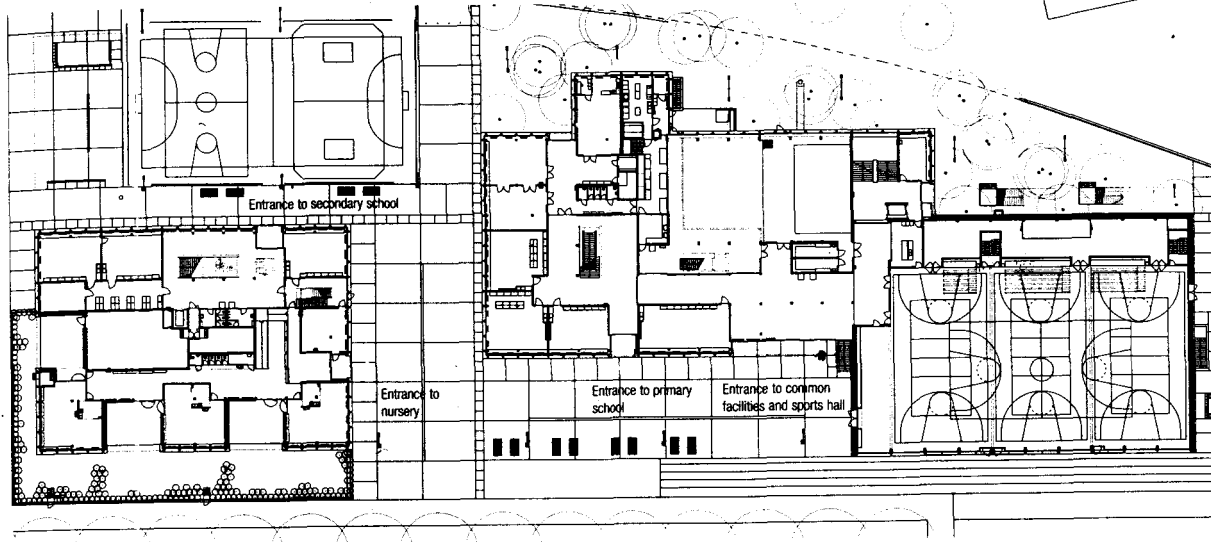 Entrance to secondary school
Entrance to
nursery
Entrance to primary
school
Entrance to common
facilities and sports hall